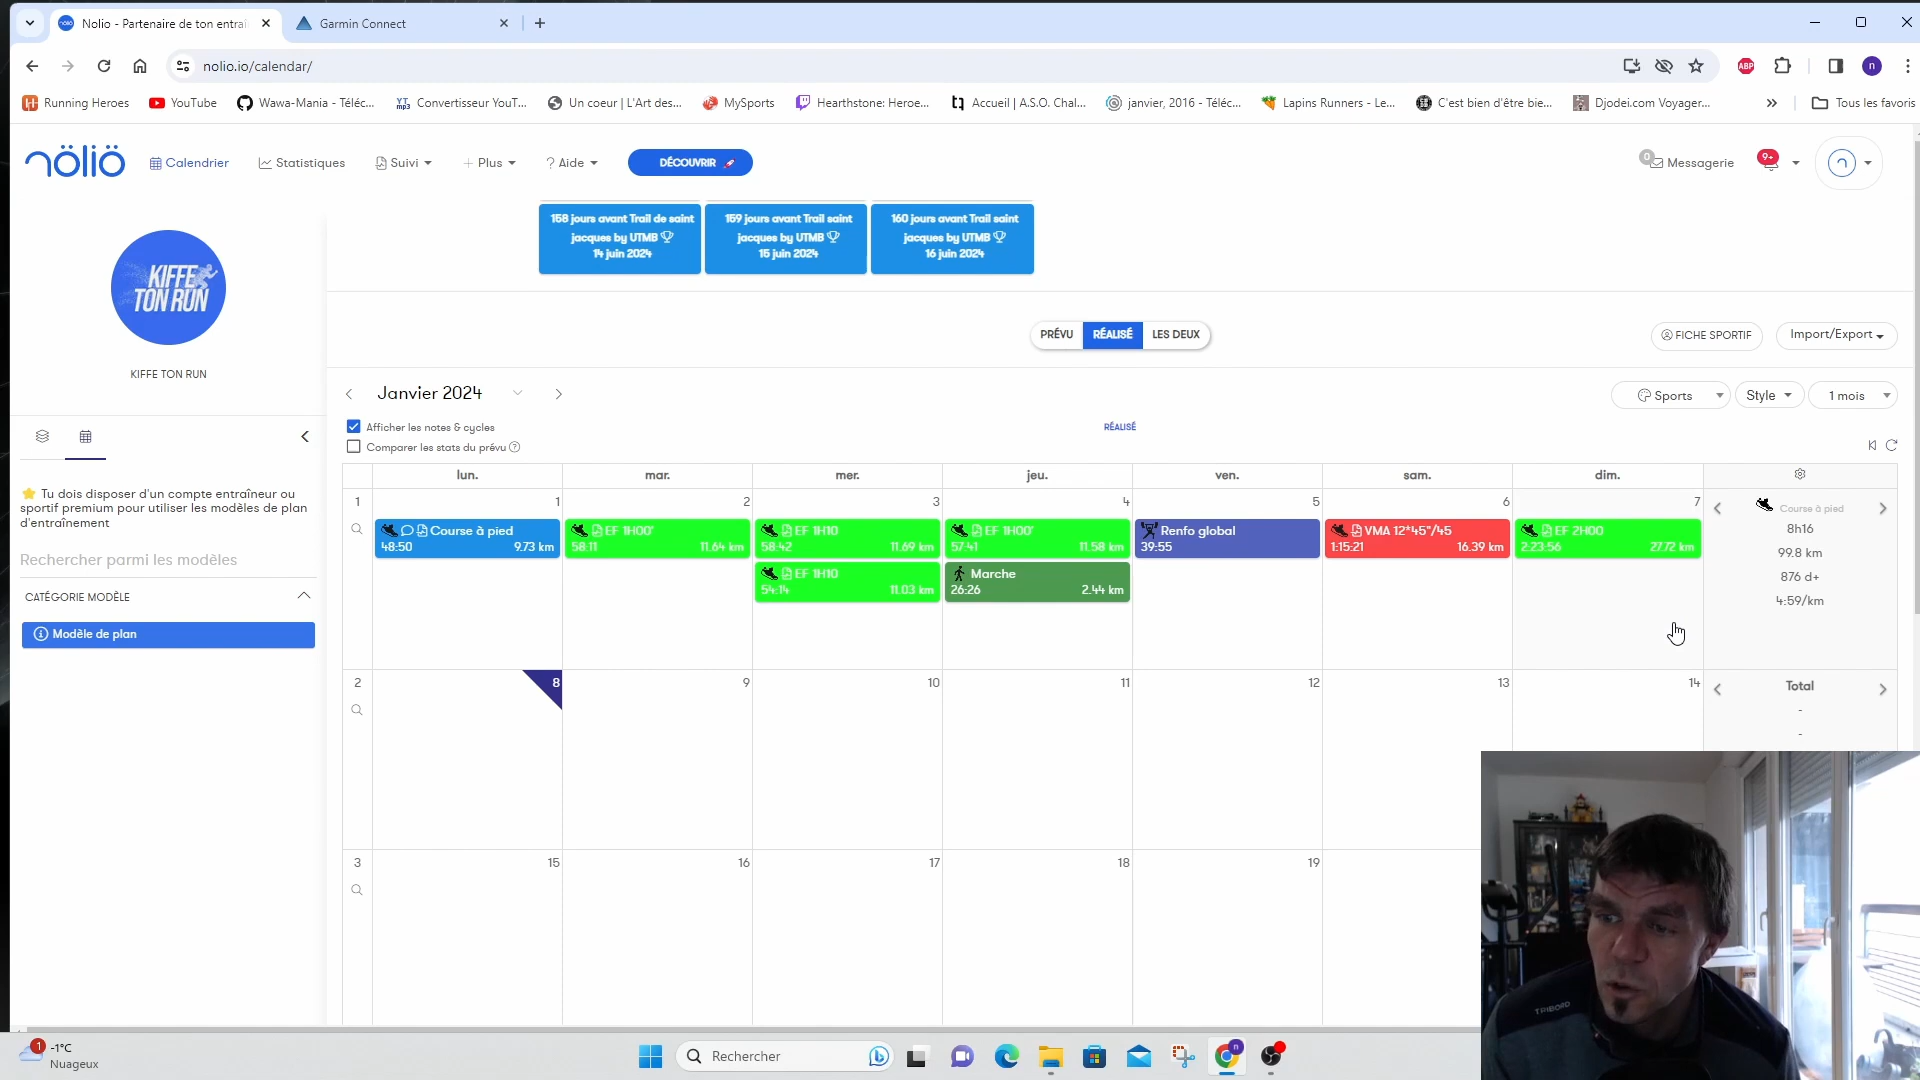 Nolio - Partenaire de ton entraî
Garmin Connect
nolio.io/calendar/
ABP
n
Running Heroes
YouTube
Wawa-Mania - Téléc...
Convertisseur YouT...
Un coeur | L'Art des...
MySports
Hearthstone: Heroe...
Accueil | A.S.O. Chal...
janvier, 2016 - Téléc...
Lapins Runners - Le...
C'est bien d'être bie...
Djodei.com Voyager...
»
Tous les favoris
nöliö
Calendrier
Statistiques
Suivi
+ Plus
? Aide
DÉCOUVRIR
0
Messagerie
9+
158 jours avant Trail de saint
jacques by UTMB
14 juin 2024
159 jours avant Trail saint
jacques by UTMB
15 juin 2024
160 jours avant Trail saint
jacques by UTMB
16 juin 2024
KIFFE
TON RUN
KIFFE TON RUN
PRÉVU
RÉALISÉ
LES DEUX
FICHE SPORTIF
Import/Export
Janvier 2024
Sports
Style
1 mois
Afficher les notes & cycles
RÉALISÉ
Comparer les stats du prévu
Tu dois disposer d'un compte entraîneur ou
sportif premium pour utiliser les modèles de plan
d'entraînement
Rechercher parmi les modèles
CATÉGORIE MODÈLE
Modèle de plan
lun.
mar.
mer.
jeu.
ven.
sam.
dim.
1
1
2
3
4
5
6
7
Course à pied
48:50 9.73 km
EF 1H00'
58:11 11.64 km
EF 1H10
58:42 11.69 km
EF 1H00'
57:41 11.58 km
Renfo global
39:55
VMA 12*45"/45
1:15:21 16.39 km
EF 2H00
2:23:56 27.72 km
EF 1H10
54:14 11.03 km
Marche
26:26 2.44 km
Course à pied
8h16
99.8 km
876 d+
4:59/km
2
8
9
10
11
12
13
14
Total
-
-
3
15
16
17
18
19
TRIBORD
1
-1°C
Nuageux
Rechercher